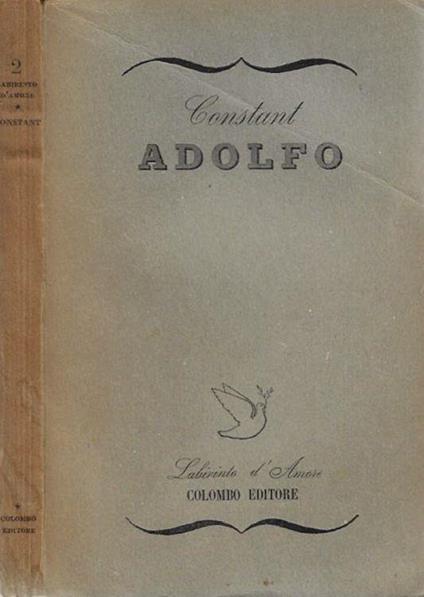 2
LABIRINTO
D'AMORE
CONSTANT
COLOMBO
EDITORE
Constant
ADOLFO
Labirinto d'Amore
COLOMBO EDITORE